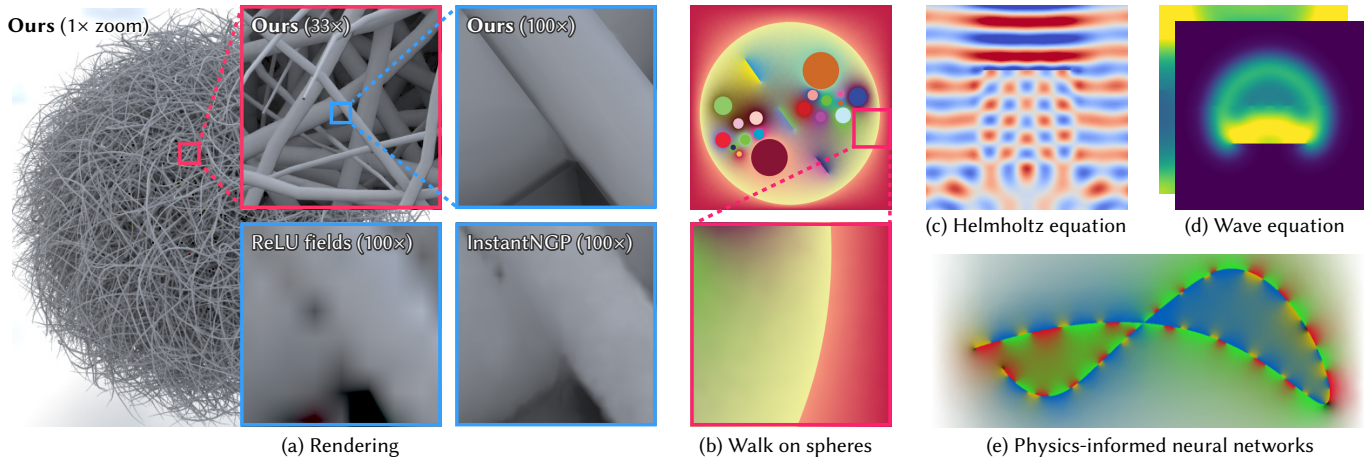 Ours (1× zoom)
Ours (33×)
Ours (100×)
ReLU fields (100×)
InstantNGP (100×)
(a) Rendering
(b) Walk on spheres
(c) Helmholtz equation
(d) Wave equation
(e) Physics-informed neural networks